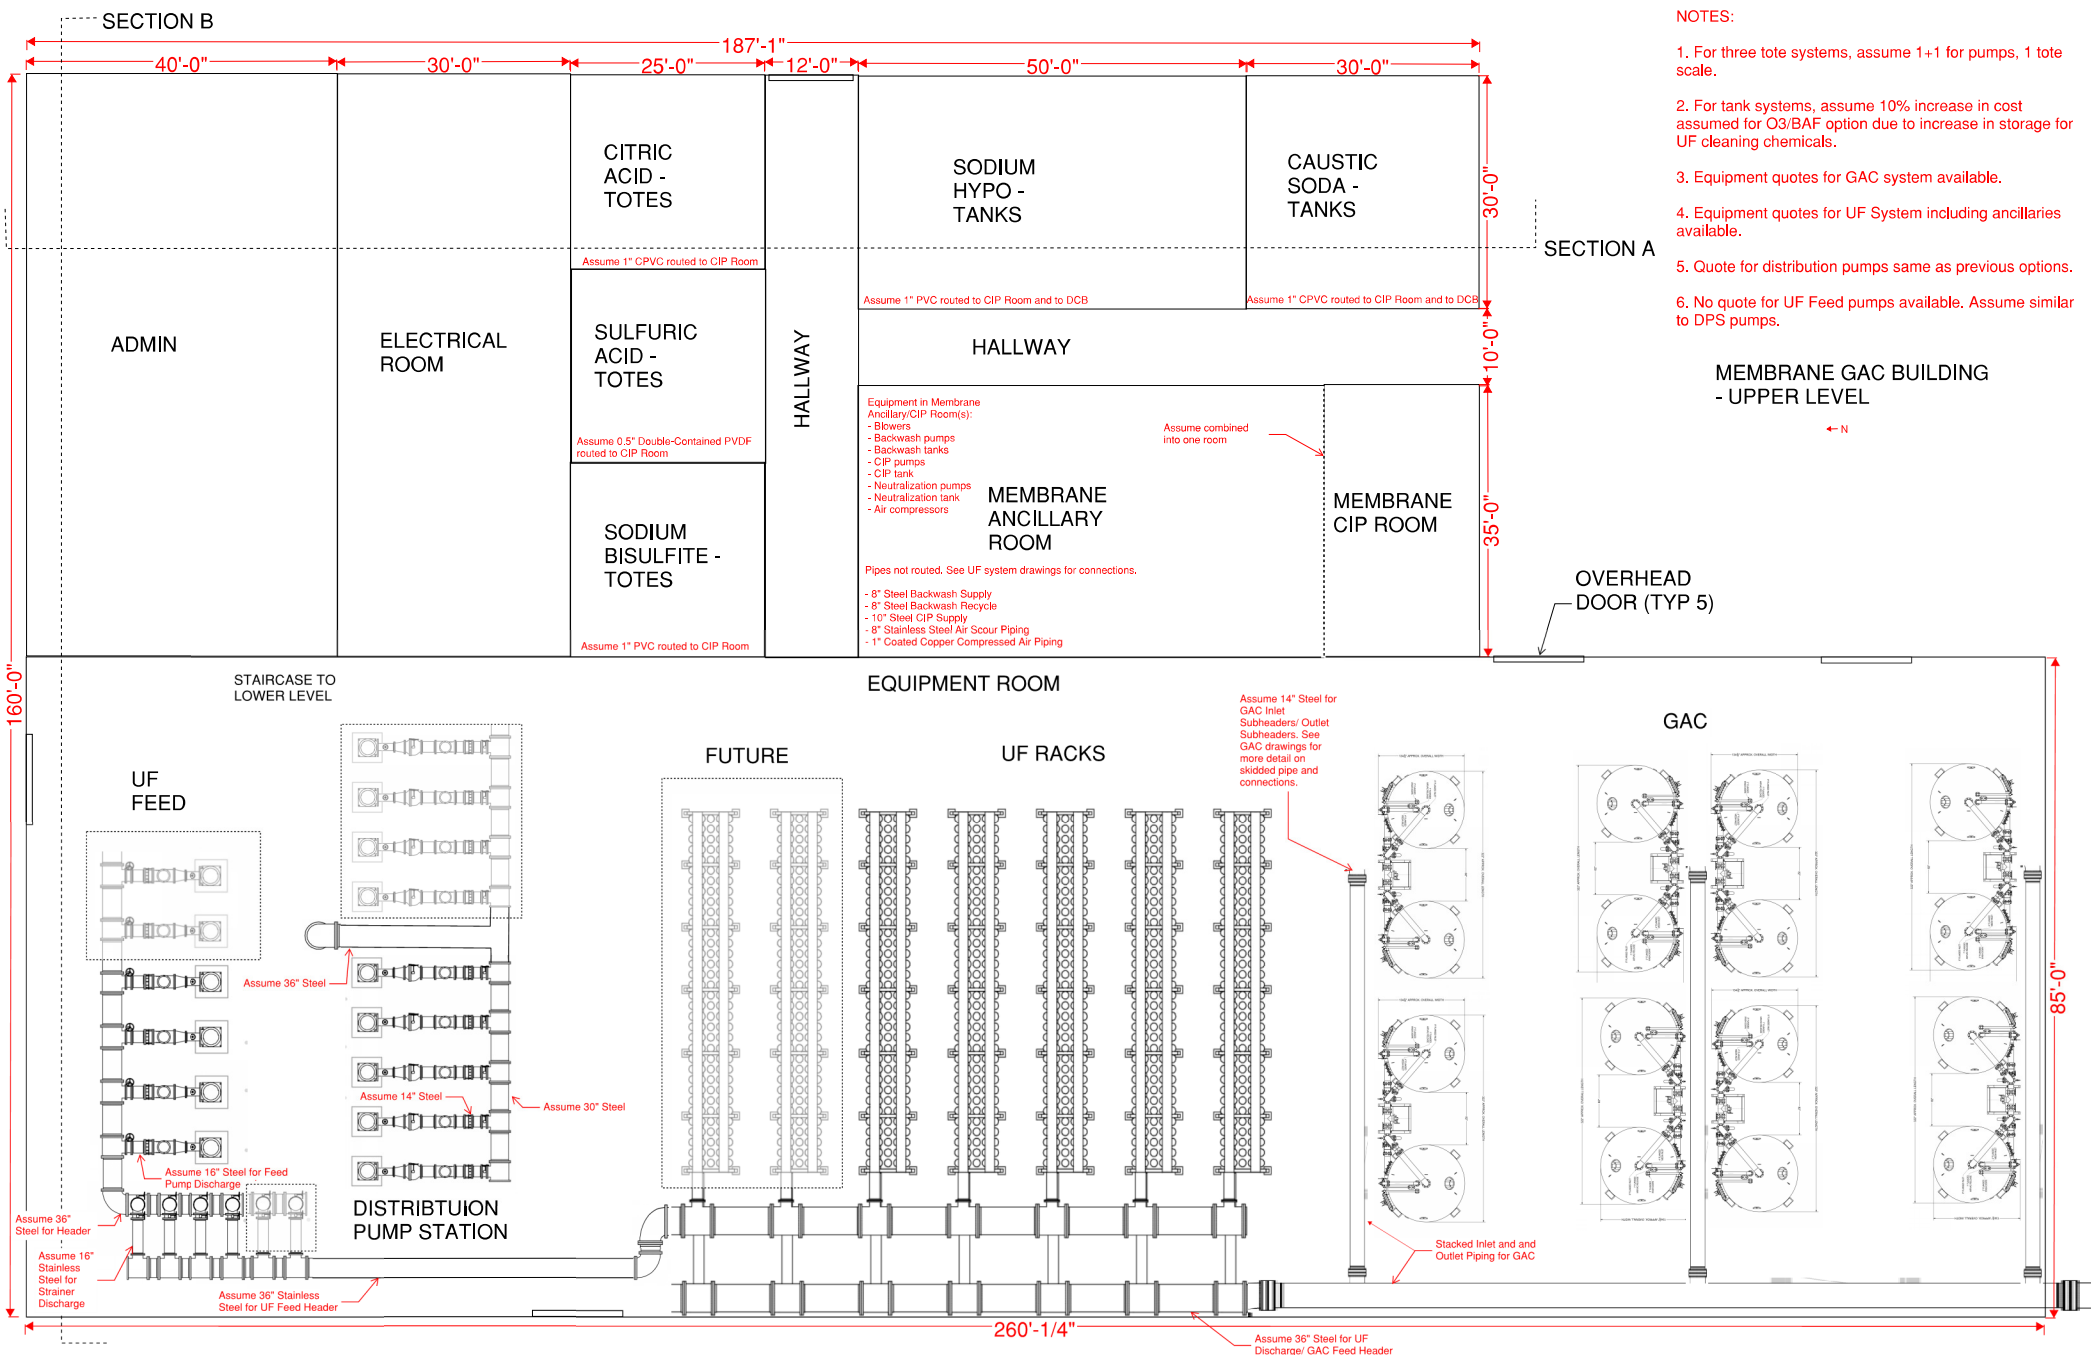 SECTION B
187'-1"
40'-0"
30'-0"
25'-0"
12'-0"
50'-0"
30'-0"
NOTES:
1. For three tote systems, assume 1+1 for pumps, 1 tote
scale.
2. For tank systems, assume 10% increase in cost
assumed for O3/BAF option due to increase in storage for
UF cleaning chemicals.
3. Equipment quotes for GAC system available.
4. Equipment quotes for UF System including ancillaries
available.
5. Quote for distribution pumps same as previous options.
6. No quote for UF Feed pumps available. Assume similar
to DPS pumps.
MEMBRANE GAC BUILDING
- UPPER LEVEL
N
SECTION A
CITRIC
ACID -
TOTES
Assume 1" CPVC routed to CIP Room
SODIUM
HYPO -
TANKS
Assume 1" PVC routed to CIP Room and to DCB
CAUSTIC
SODA -
TANKS
Assume 1" CPVC routed to CIP Room and to DCB
30'-0"
10'-0"
35'-0"
ADMIN
ELECTRICAL
ROOM
SULFURIC
ACID -
TOTES
Assume 0.5" Double-Contained PVDF
routed to CIP Room
HALLWAY
HALLWAY
SODIUM
BISULFITE -
TOTES
Assume 1" PVC routed to CIP Room
Equipment in Membrane
Ancillary/CIP Room(s):
- Blowers
- Backwash pumps
- Backwash tanks
- CIP pumps
- CIP tank
- Neutralization pumps
- Neutralization tank
- Air compressors
MEMBRANE
ANCILLARY
ROOM
Assume combined
into one room
MEMBRANE
CIP ROOM
Pipes not routed. See UF system drawings for connections.
- 8" Steel Backwash Supply
- 8" Steel Backwash Recycle
- 10" Steel CIP Supply
- 8" Stainless Steel Air Scour Piping
- 1" Coated Copper Compressed Air Piping
OVERHEAD
DOOR (TYP 5)
160'-0"
STAIRCASE TO
LOWER LEVEL
EQUIPMENT ROOM
UF
FEED
FUTURE
UF RACKS
Assume 14" Steel for
GAC Inlet
Subheaders/ Outlet
Subheaders. See
GAC drawings for
more detail on
skidded pipe and
connections.
GAC
85'-0"
Assume 36" Steel
Assume 14" Steel
Assume 30" Steel
Assume 16" Steel for Feed
Pump Discharge
DISTRIBTUION
PUMP STATION
Assume 36"
Steel for Header
Assume 16"
Stainless
Steel for
Strainer
Discharge
Assume 36" Stainless
Steel for UF Feed Header
Stacked Inlet and and
Outlet Piping for GAC
260'-1/4"
Assume 36" Steel for UF
Discharge/ GAC Feed Header